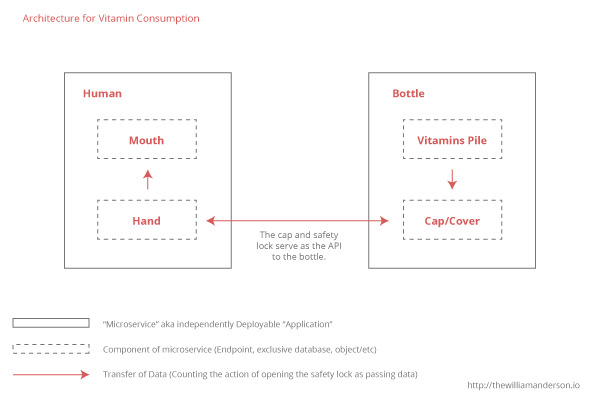 Architecture for Vitamin Consumption
Human
Bottle
Mouth
Vitamins Pile
Hand
Cap/Cover
The cap and safety
lock serve as the API
to the bottle.
"Microservice" aka independently Deployable "Application"
Component of microservice (Endpoint, exclusive database, object/etc)
Transfer of Data (Counting the action of opening the safety lock as passing data)
http://thewilliamanderson.io